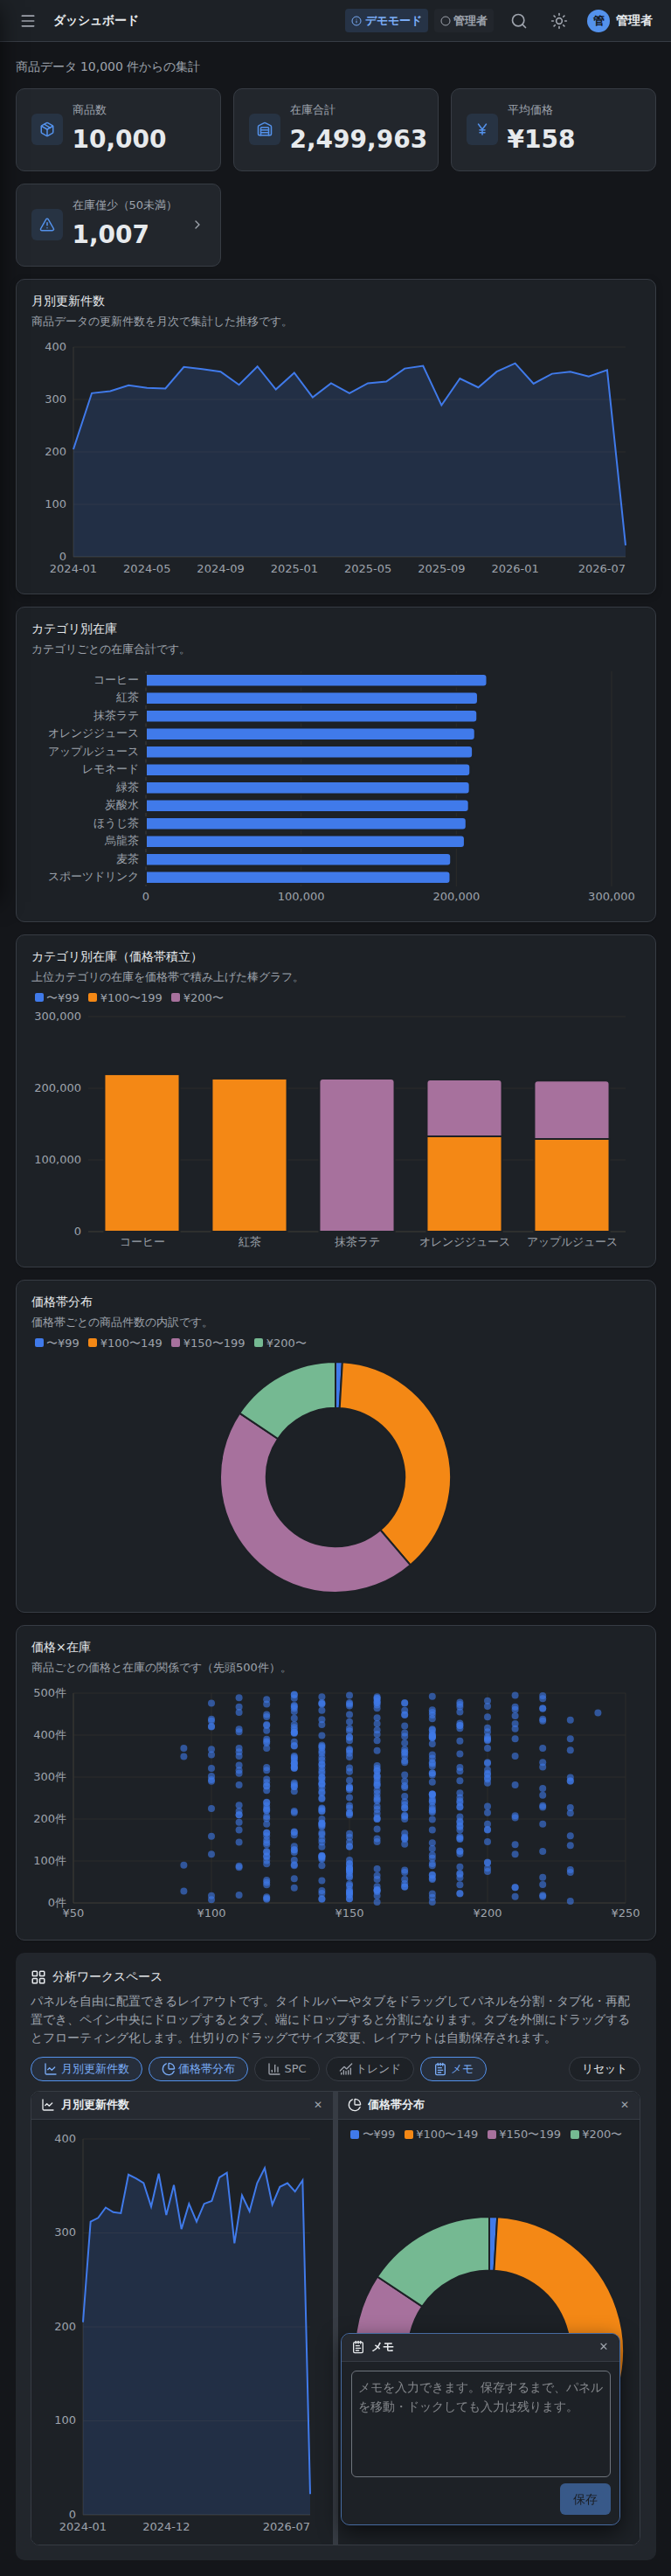 ダッシュボード
デモモード
管理者
管
管理者
商品データ 10,000 件からの集計
商品数
10,000
在庫合計
2,499,963
平均価格
¥158
在庫僅少（50未満）
1,007
月別更新件数
商品データの更新件数を月次で集計した推移です。
400
300
200
100
0
2024-01 2024-05 2024-09 2025-01 2025-05 2025-09 2026-01 2026-07
カテゴリ別在庫
カテゴリごとの在庫合計です。
コーヒー
紅茶
抹茶ラテ
オレンジジュース
アップルジュース
レモネード
緑茶
炭酸水
ほうじ茶
烏龍茶
麦茶
スポーツドリンク
0 100,000 200,000 300,000
カテゴリ別在庫（価格帯積立）
上位カテゴリの在庫を価格帯で積み上げた棒グラフ。
〜¥99 ¥100〜199 ¥200〜
300,000
200,000
100,000
0
コーヒー 紅茶 抹茶ラテ オレンジジュース アップルジュース
価格帯分布
価格帯ごとの商品件数の内訳です。
〜¥99 ¥100〜149 ¥150〜199 ¥200〜
価格×在庫
商品ごとの価格と在庫の関係です（先頭500件）。
500件
400件
300件
200件
100件
0件
¥50 ¥100 ¥150 ¥200 ¥250
分析ワークスペース
パネルを自由に配置できるレイアウトです。タイトルバーやタブをドラッグしてパネルを分割・タブ化・再配
置でき、ペイン中央にドロップするとタブ、端にドロップすると分割になります。タブを外側にドラッグする
とフローティング化します。仕切りのドラッグでサイズ変更、レイアウトは自動保存されます。
月別更新件数 価格帯分布 SPC トレンド メモ リセット
月別更新件数
400
300
200
100
0
2024-01 2024-12 2026-07
価格帯分布
〜¥99 ¥100〜149 ¥150〜199 ¥200〜
メモ
メモを入力できます。保存するまで、パネル
を移動・ドックしても入力は残ります。
保存